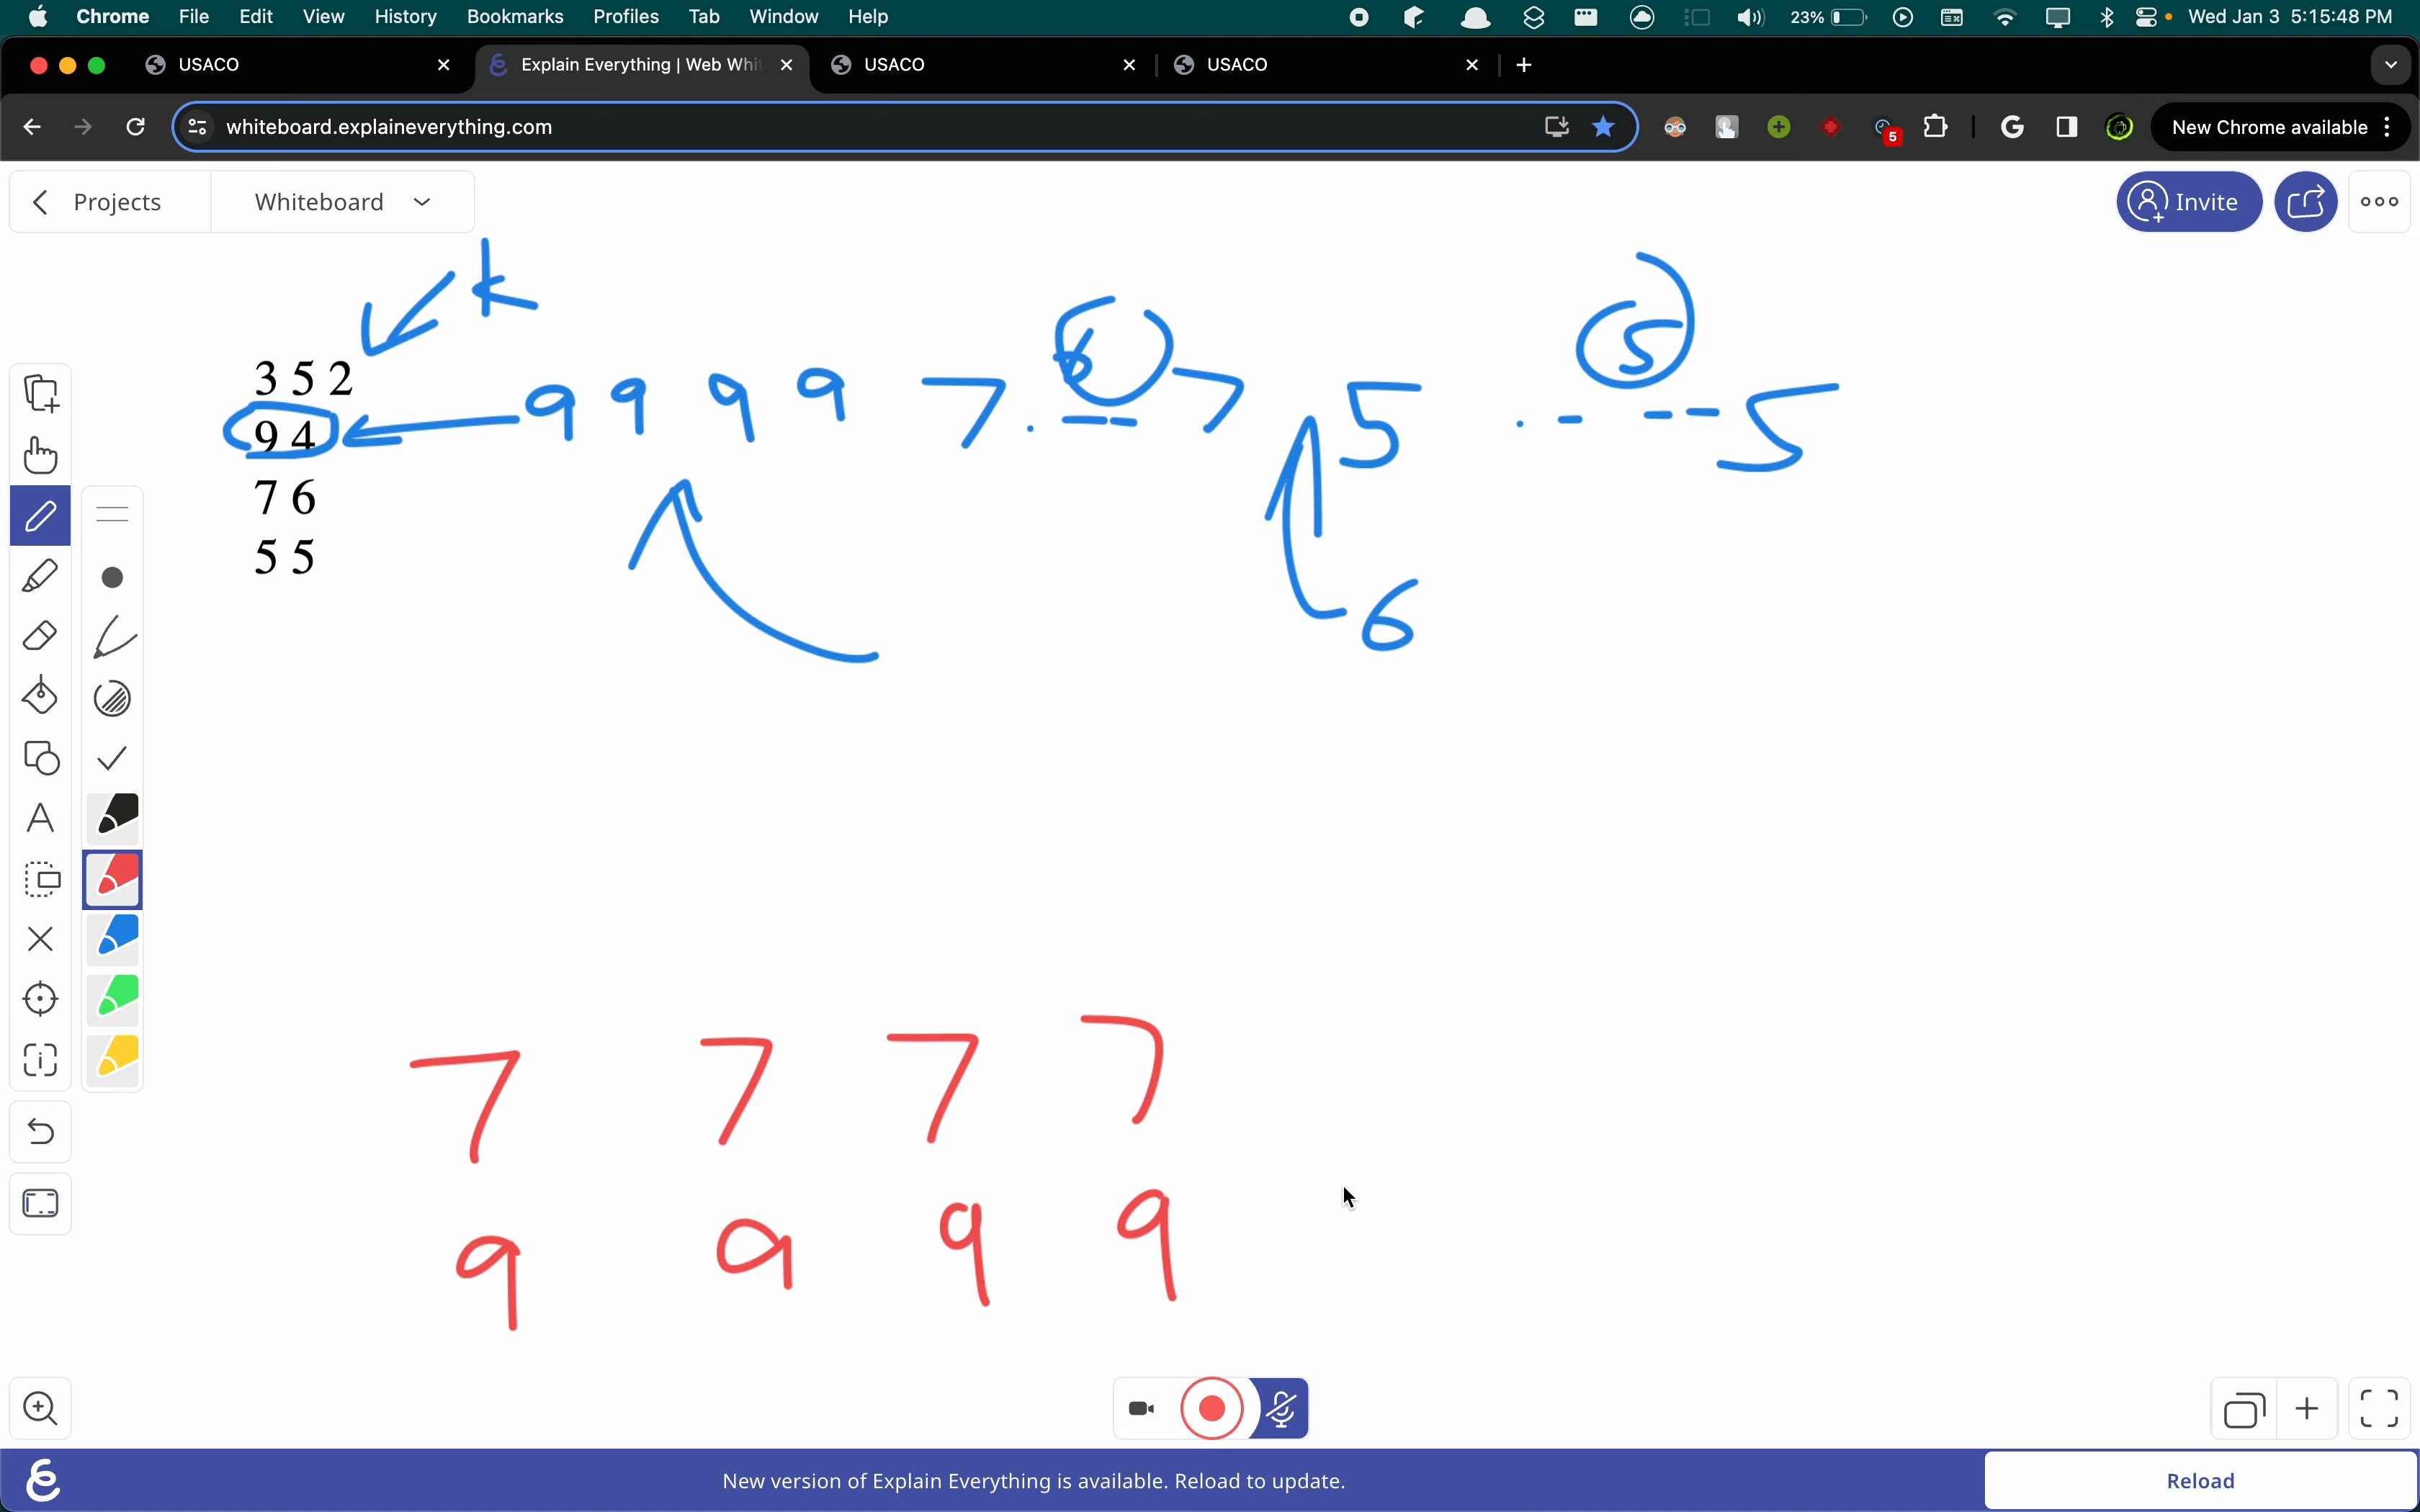 Chrome File Edit View History Bookmarks Profiles Tab Window Help 23% Wed Jan 3 5:15:48 PM
USACO Explain Everything | Web Whi USACO USACO
whiteboard.explaineverything.com 5 New Chrome available
Projects Whiteboard Invite
k
6 5
3 5 2
9 9 9 9 7 . -- 7 5 . - -- 5
9 4
7 6
5 5
6
7 7 7 7
9 9 9 9
New version of Explain Everything is available. Reload to update. Reload